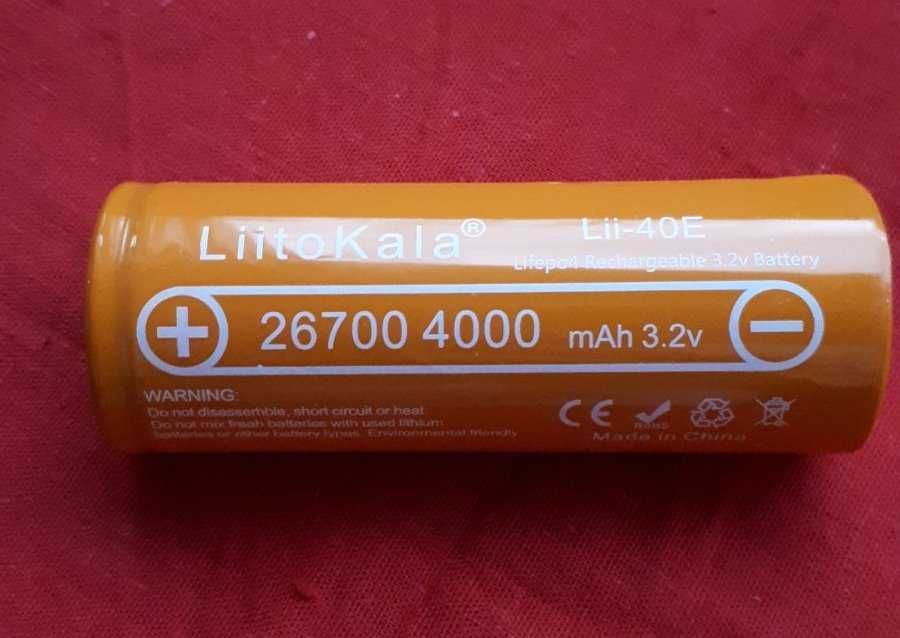 LiitoKala®
Lii-40E
Lifepo4 Rechargeable 3.2v Battery
+ 26700 4000 mAh 3.2v −
WARNING:
Do not disassemble, short circuit or heat
Do not mix fresh batteries with used lithium
batteries or other battery types. Environmental friendly
CE RoHS
Made in China